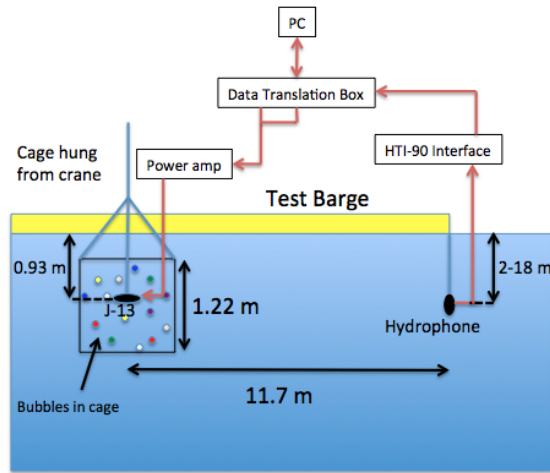 PC
Data Translation Box
Cage hung
from crane
Power amp
HTI-90 Interface
Test Barge
0.93 m
2-18 m
J-13
1.22 m
Hydrophone
11.7 m
Bubbles in cage